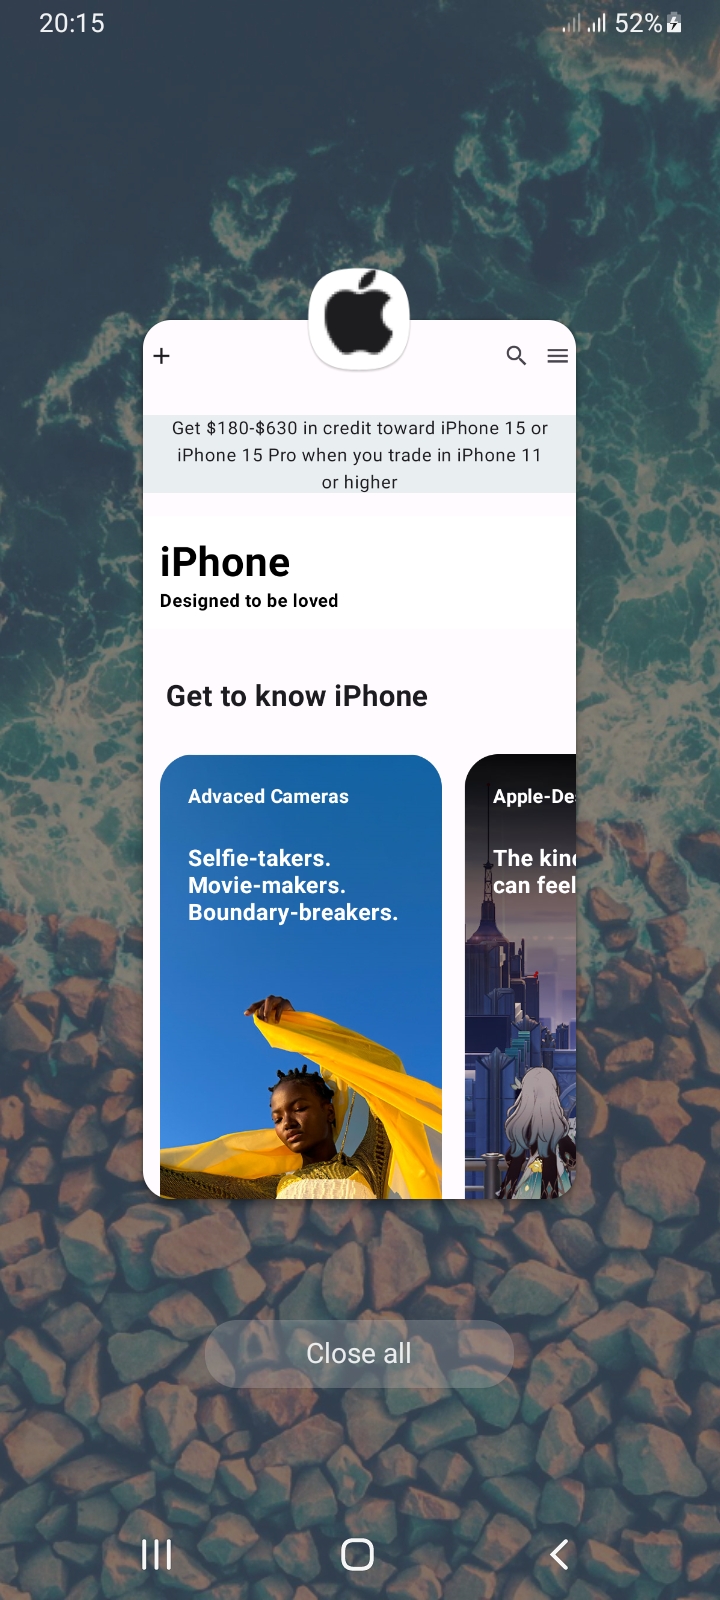 20:15
52%
Get $180-$630 in credit toward iPhone 15 or
iPhone 15 Pro when you trade in iPhone 11
or higher
iPhone
Designed to be loved
Get to know iPhone
Advaced Cameras
Selfie-takers.
Movie-makers.
Boundary-breakers.
Apple-De
The kin
can feel
Close all